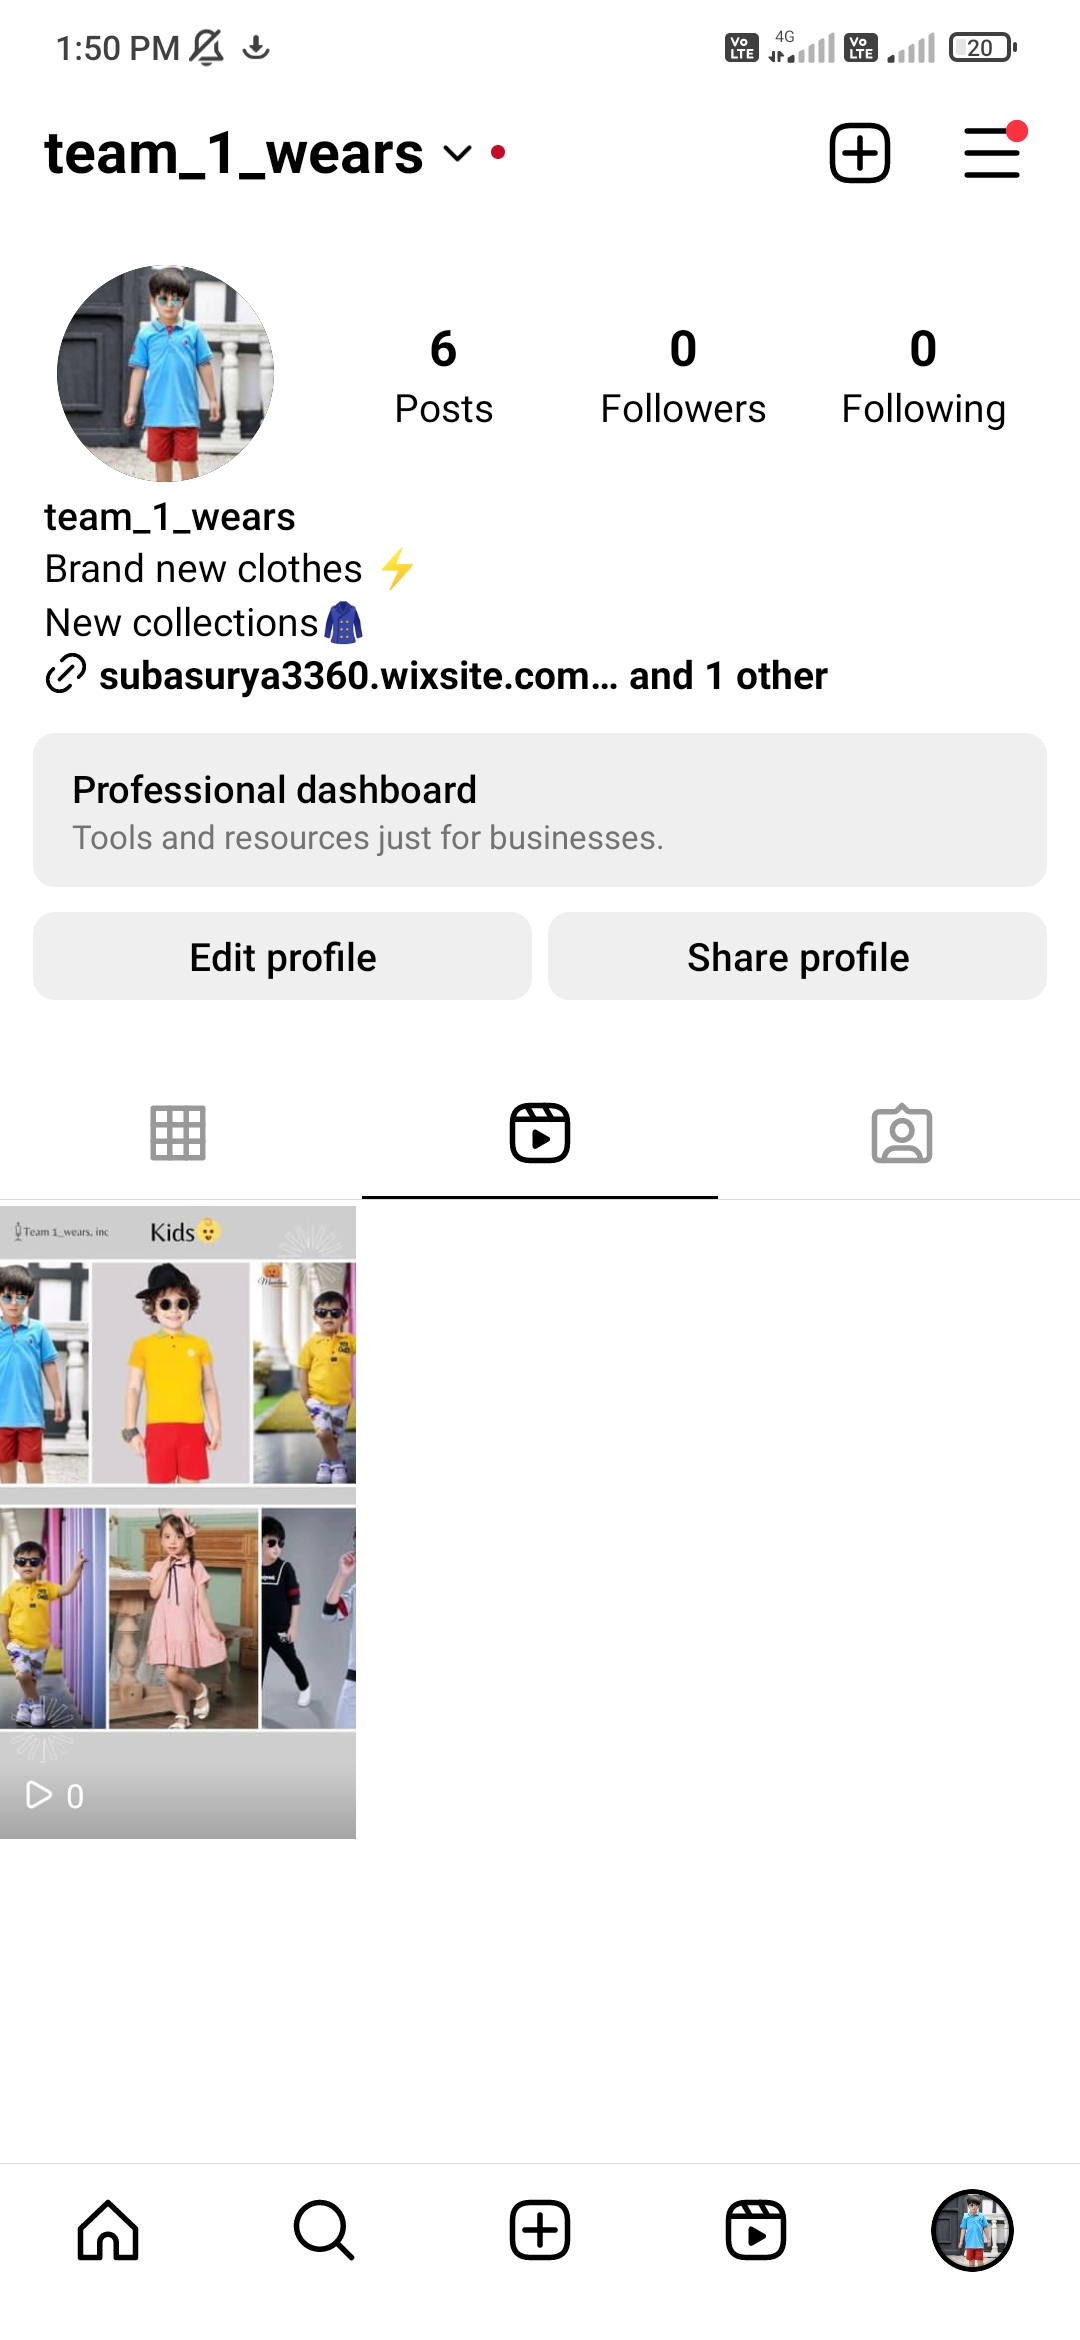 1:50 PM
Vo LTE 4G Vo LTE 20
team_1_wears
6 0 0
Posts Followers Following
team_1_wears
Brand new clothes ⚡
New collections🧥
subasurya3360.wixsite.com... and 1 other
Professional dashboard
Tools and resources just for businesses.
Edit profile Share profile
Team 1_wears, inc Kids👶
0